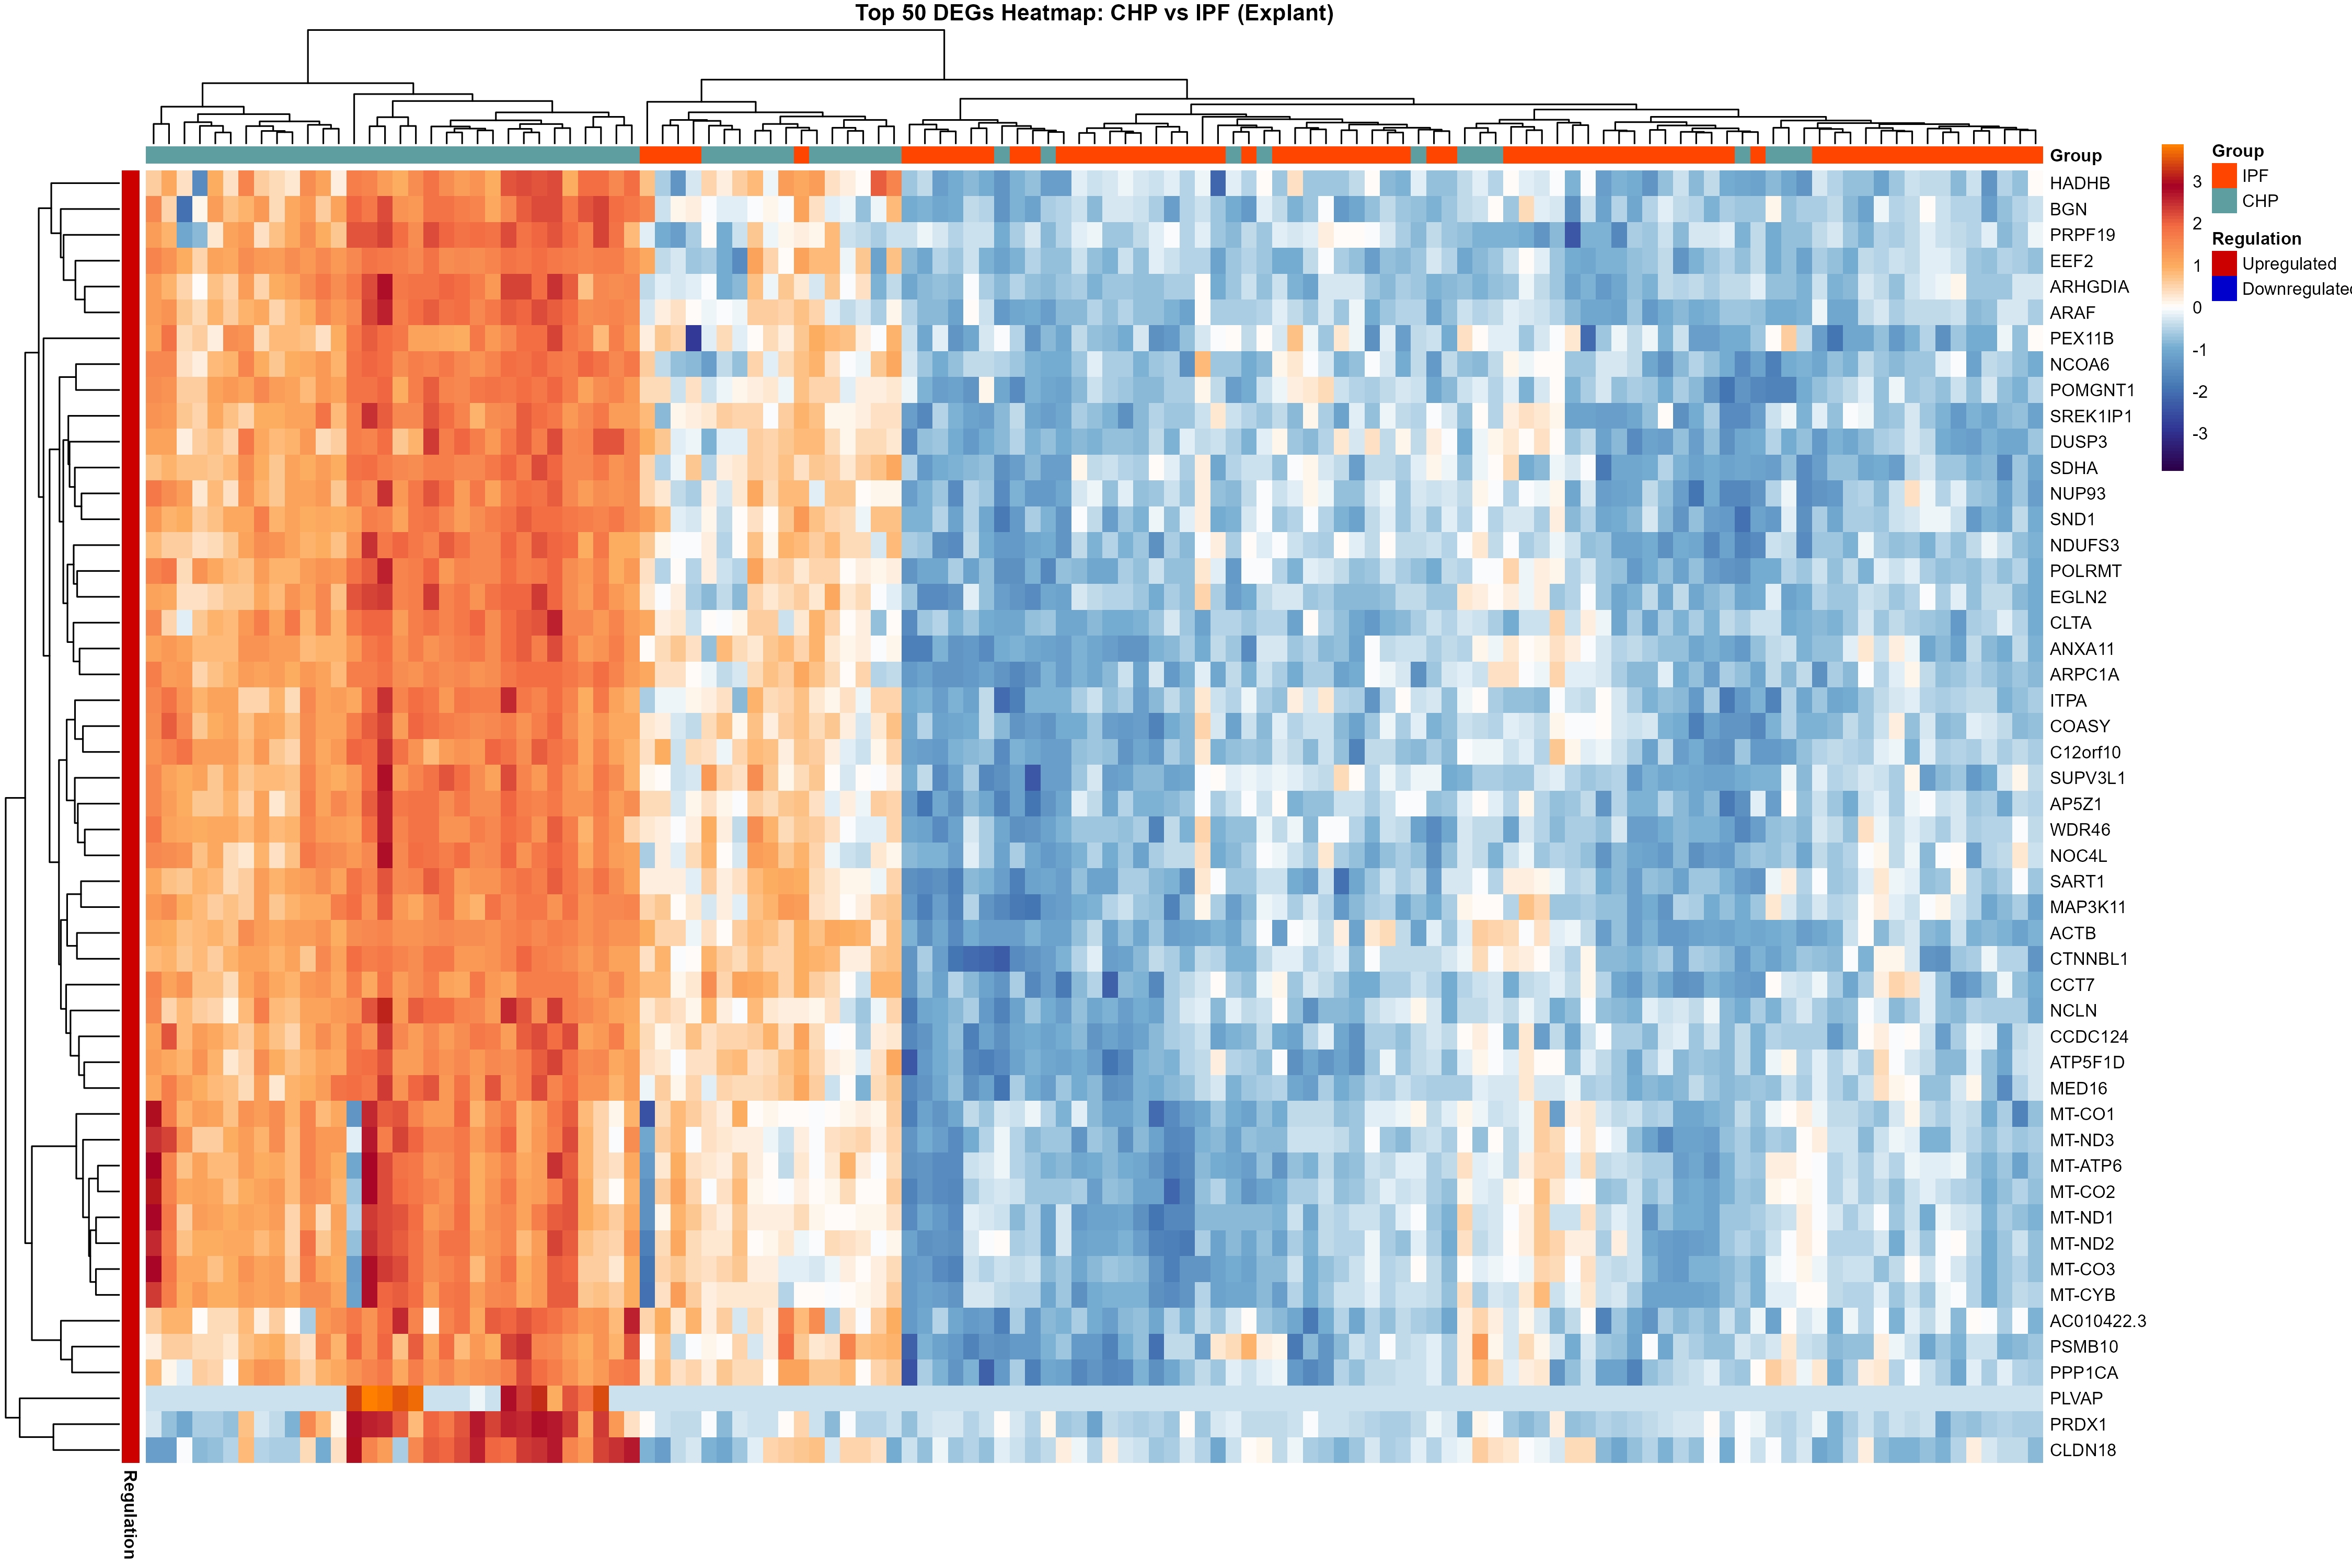 Top 50 DEGs Heatmap: CHP vs IPF (Explant)
Group
HADHB
BGN
PRPF19
EEF2
ARHGDIA
ARAF
PEX11B
NCOA6
POMGNT1
SREK1IP1
DUSP3
SDHA
NUP93
SND1
NDUFS3
POLRMT
EGLN2
CLTA
ANXA11
ARPC1A
ITPA
COASY
C12orf10
SUPV3L1
AP5Z1
WDR46
NOC4L
SART1
MAP3K11
ACTB
CTNNBL1
CCT7
NCLN
CCDC124
ATP5F1D
MED16
MT-CO1
MT-ND3
MT-ATP6
MT-CO2
MT-ND1
MT-ND2
MT-CO3
MT-CYB
AC010422.3
PSMB10
PPP1CA
PLVAP
PRDX1
CLDN18
Regulation
3
2
1
0
-1
-2
-3
Group
IPF
CHP
Regulation
Upregulated
Downregulated